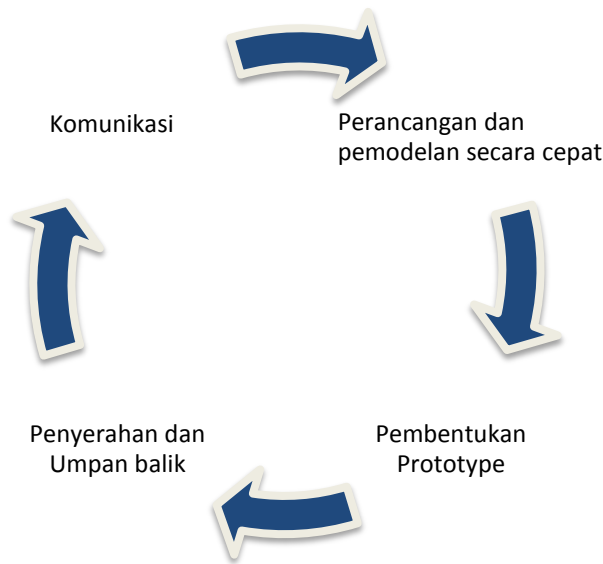 Komunikasi
Perancangan dan
pemodelan secara cepat
Penyerahan dan
Umpan balik
Pembentukan
Prototype